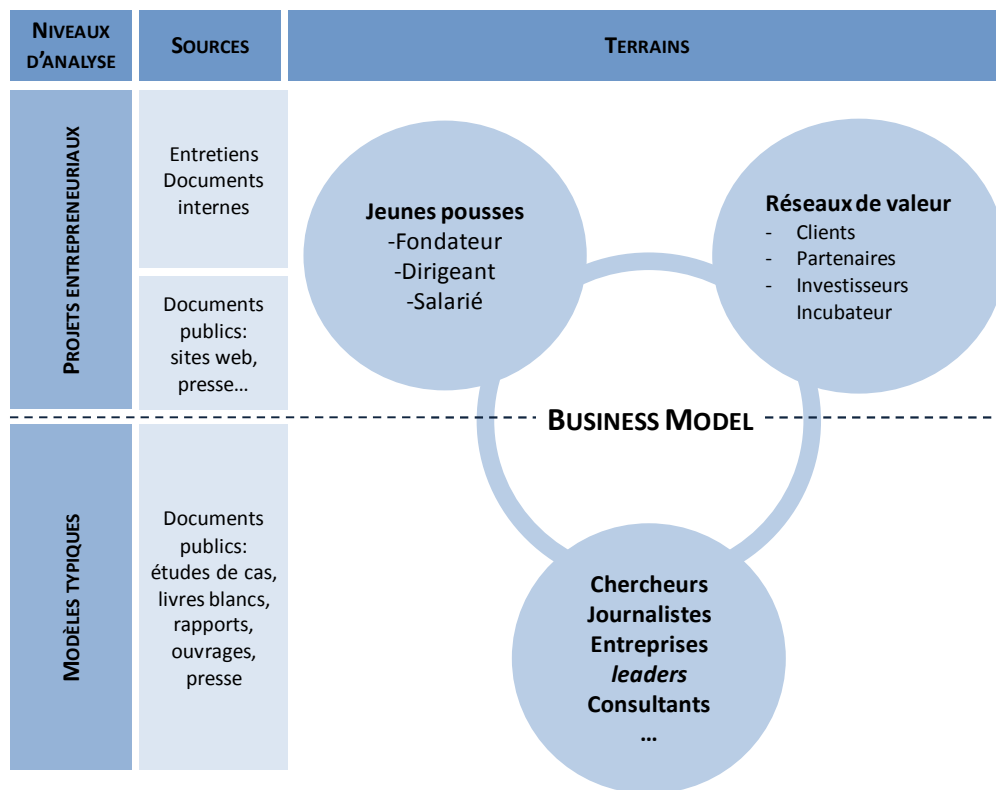 NIVEAUX
D'ANALYSE
SOURCES
TERRAINS
PROJETS ENTREPRENEURIAUX
Entretiens
Documents
internes
Documents
publics:
sites web,
presse…
Jeunes pousses
-Fondateur
-Dirigeant
-Salarié
Réseaux de valeur
- Clients
- Partenaires
- Investisseurs
Incubateur
BUSINESS MODEL
MODÈLES TYPIQUES
Documents
publics:
études de cas,
livres blancs,
rapports,
ouvrages,
presse
Chercheurs
Journalistes
Entreprises
leaders
Consultants
…